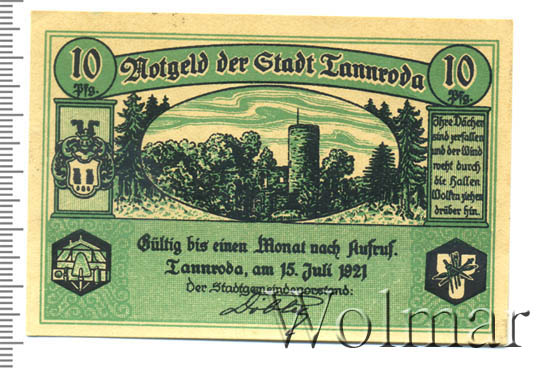 10 Pfg.
Notgeld der Stadt Tannroda
10 Pfg.
Ihre Dächer
sind zerfallen
und der Wind
weht durch
die Hallen
Wolken ziehen
drüber hin.
Gültig bis einen Monat nach Aufruf.
Tannroda, am 15. Juli 1921
Der Stadtgemeindevorstand:
Wolmar